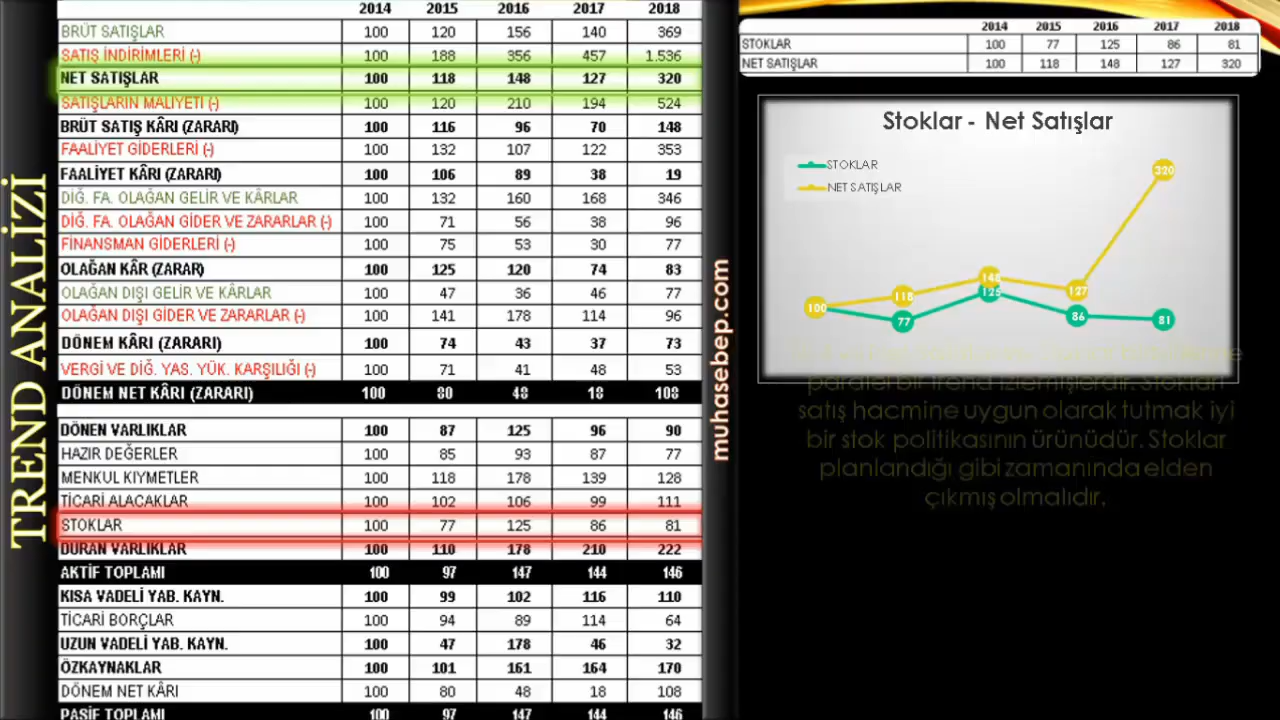 TREND ANALİZİ
2014 2015 2016 2017 2018
BRÜT SATIŞLAR 100 120 156 140 369
SATIŞ İNDİRİMLERİ (-) 100 188 356 457 1.536
NET SATIŞLAR 100 118 148 127 320
SATIŞLARIN MALİYETİ (-) 100 120 210 194 524
BRÜT SATIŞ KÂRI (ZARARI) 100 116 96 70 148
FAALİYET GİDERLERİ (-) 100 132 107 122 353
FAALİYET KÂRI (ZARARI) 100 106 89 38 19
DİĞ. FA. OLAĞAN GELİR VE KÂRLAR 100 132 160 168 346
DİĞ. FA. OLAĞAN GİDER VE ZARARLAR (-) 100 71 56 38 96
FİNANSMAN GİDERLERİ (-) 100 75 53 30 77
OLAĞAN KÂR (ZARAR) 100 125 120 74 83
OLAĞAN DIŞI GELİR VE KÂRLAR 100 47 36 46 77
OLAĞAN DIŞI GİDER VE ZARARLAR (-) 100 141 178 114 96
DÖNEM KÂRI (ZARARI) 100 74 43 37 73
VERGİ VE DİĞ. YAS. YÜK. KARŞILIĞI (-) 100 71 41 48 53
DÖNEM NET KÂRI (ZARARI) 100 80 48 18 108
DÖNEN VARLIKLAR 100 87 125 96 90
HAZIR DEĞERLER 100 85 93 87 77
MENKUL KIYMETLER 100 118 178 139 128
TİCARİ ALACAKLAR 100 102 106 99 111
STOKLAR 100 77 125 86 81
DURAN VARLIKLAR 100 110 178 210 222
AKTİF TOPLAMI 100 97 147 144 146
KISA VADELİ YAB. KAYN. 100 99 102 116 110
TİCARİ BORÇLAR 100 94 89 114 64
UZUN VADELİ YAB. KAYN. 100 47 178 46 32
ÖZKAYNAKLAR 100 101 161 164 170
DÖNEM NET KÂRI 100 80 48 18 108
PASİF TOPLAMI 100 97 147 144 146
muhasebep.com
2014 2015 2016 2017 2018
STOKLAR 100 77 125 86 81
NET SATIŞLAR 100 118 148 127 320
Stoklar - Net Satışlar
STOKLAR
NET SATIŞLAR
320
148
118 125 127
100
77 86 81
paralel bir trend izlemişlerdir. Stokları
satış hacmine uygun olarak tutmak iyi
bir stok politikasının ürünüdür. Stoklar
planlandığı gibi zamanında elden
çıkmış olmalıdır.